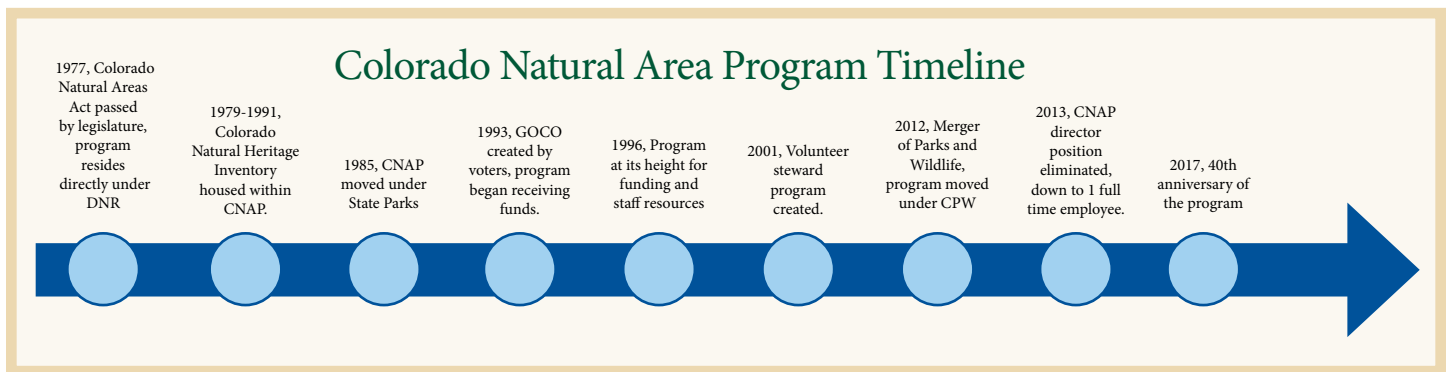 Colorado Natural Area Program Timeline
1977, Colorado
Natural Areas
Act passed
by legislature,
program
resides
directly under
DNR
1979-1991,
Colorado
Natural Heritage
Inventory
housed within
CNAP.
1985, CNAP
moved under
State Parks
1993, GOCO
created by
voters, program
began receiving
funds.
1996, Program
at its height for
funding and
staff resources
2001, Volunteer
steward
program
created.
2012, Merger
of Parks and
Wildlife,
program moved
under CPW
2013, CNAP
director
position
eliminated,
down to 1 full
time employee.
2017, 40th
anniversary of
the program